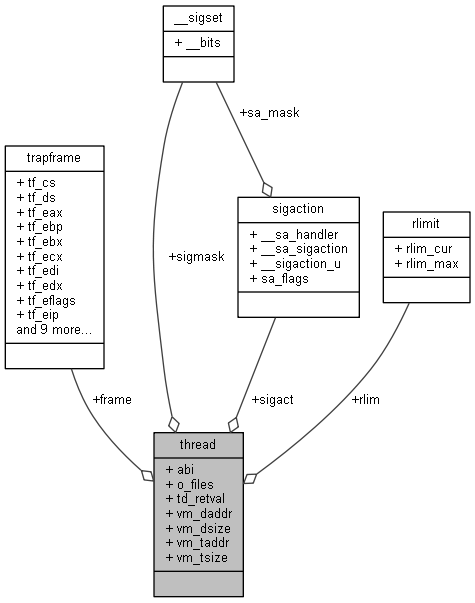 __sigset
+ __bits
+sa_mask
trapframe
+ tf_cs
+ tf_ds
+ tf_eax
+ tf_ebp
+ tf_ebx
+ tf_ecx
+ tf_edi
+ tf_edx
+ tf_eflags
+ tf_eip
and 9 more...
+sigmask
sigaction
+ __sa_handler
+ __sa_sigaction
+ __sigaction_u
+ sa_flags
rlimit
+ rlim_cur
+ rlim_max
+frame
+sigact
+rlim
thread
+ abi
+ o_files
+ td_retval
+ vm_daddr
+ vm_dsize
+ vm_taddr
+ vm_tsize